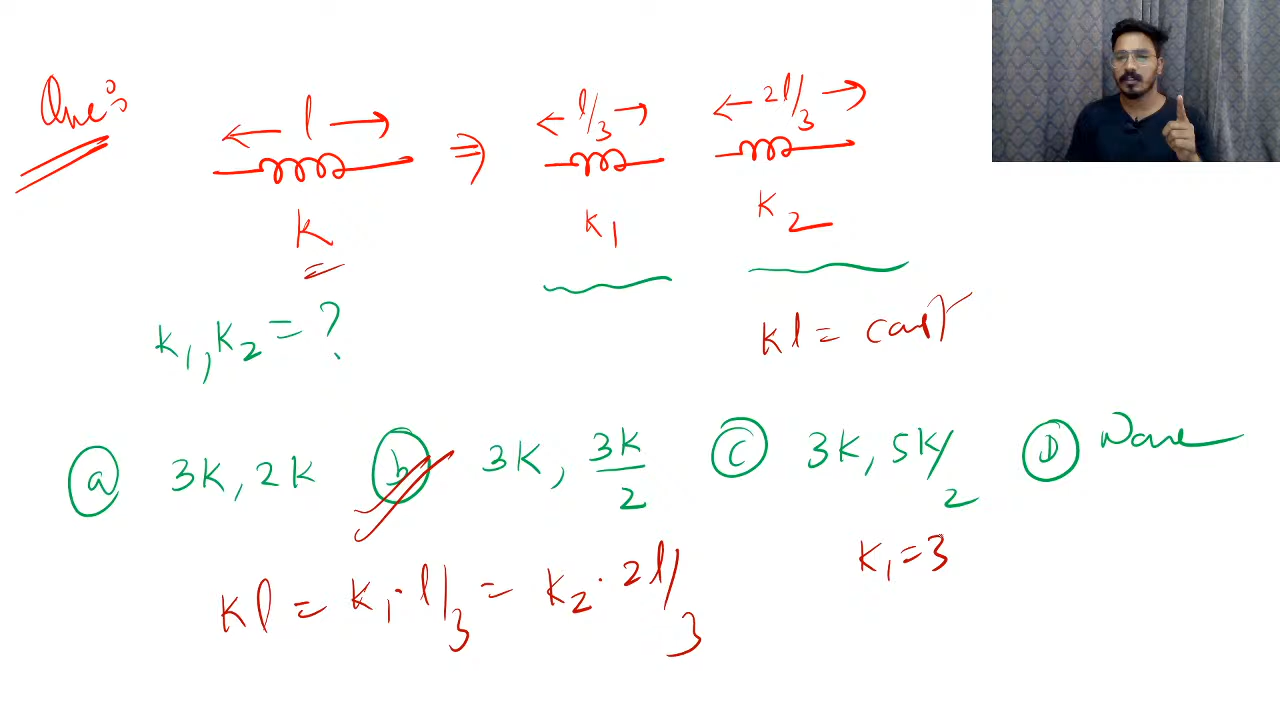 Que:
l ⇒ l/3 2l/3
K K1 K2
K1, K2 = ?
Kl = const
a 3K, 2K b 3K, 3K/2 C 3K, 5K/2 D None
Kl = K1 · l/3 = K2 · 2l/3
K1 = 3